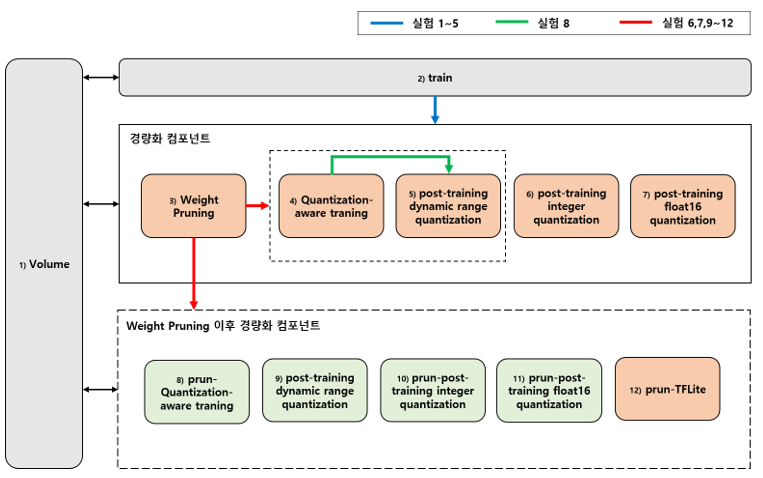 실험 1~5
실험 8
실험 6,7,9~12
1) Volume
2) train
경량화 컴포넌트
3) Weight
Pruning
4) Quantization-
aware traning
5) post-training
dynamic range
quantization
6) post-training
integer
quantization
7) post-training
float16
quantization
Weight Pruning 이후 경량화 컴포넌트
8) prun-
Quantization-
aware traning
9) post-training
dynamic range
quantization
10) prun-post-
training integer
quantization
11) prun-post-
training float16
quantization
12) prun-TFLite